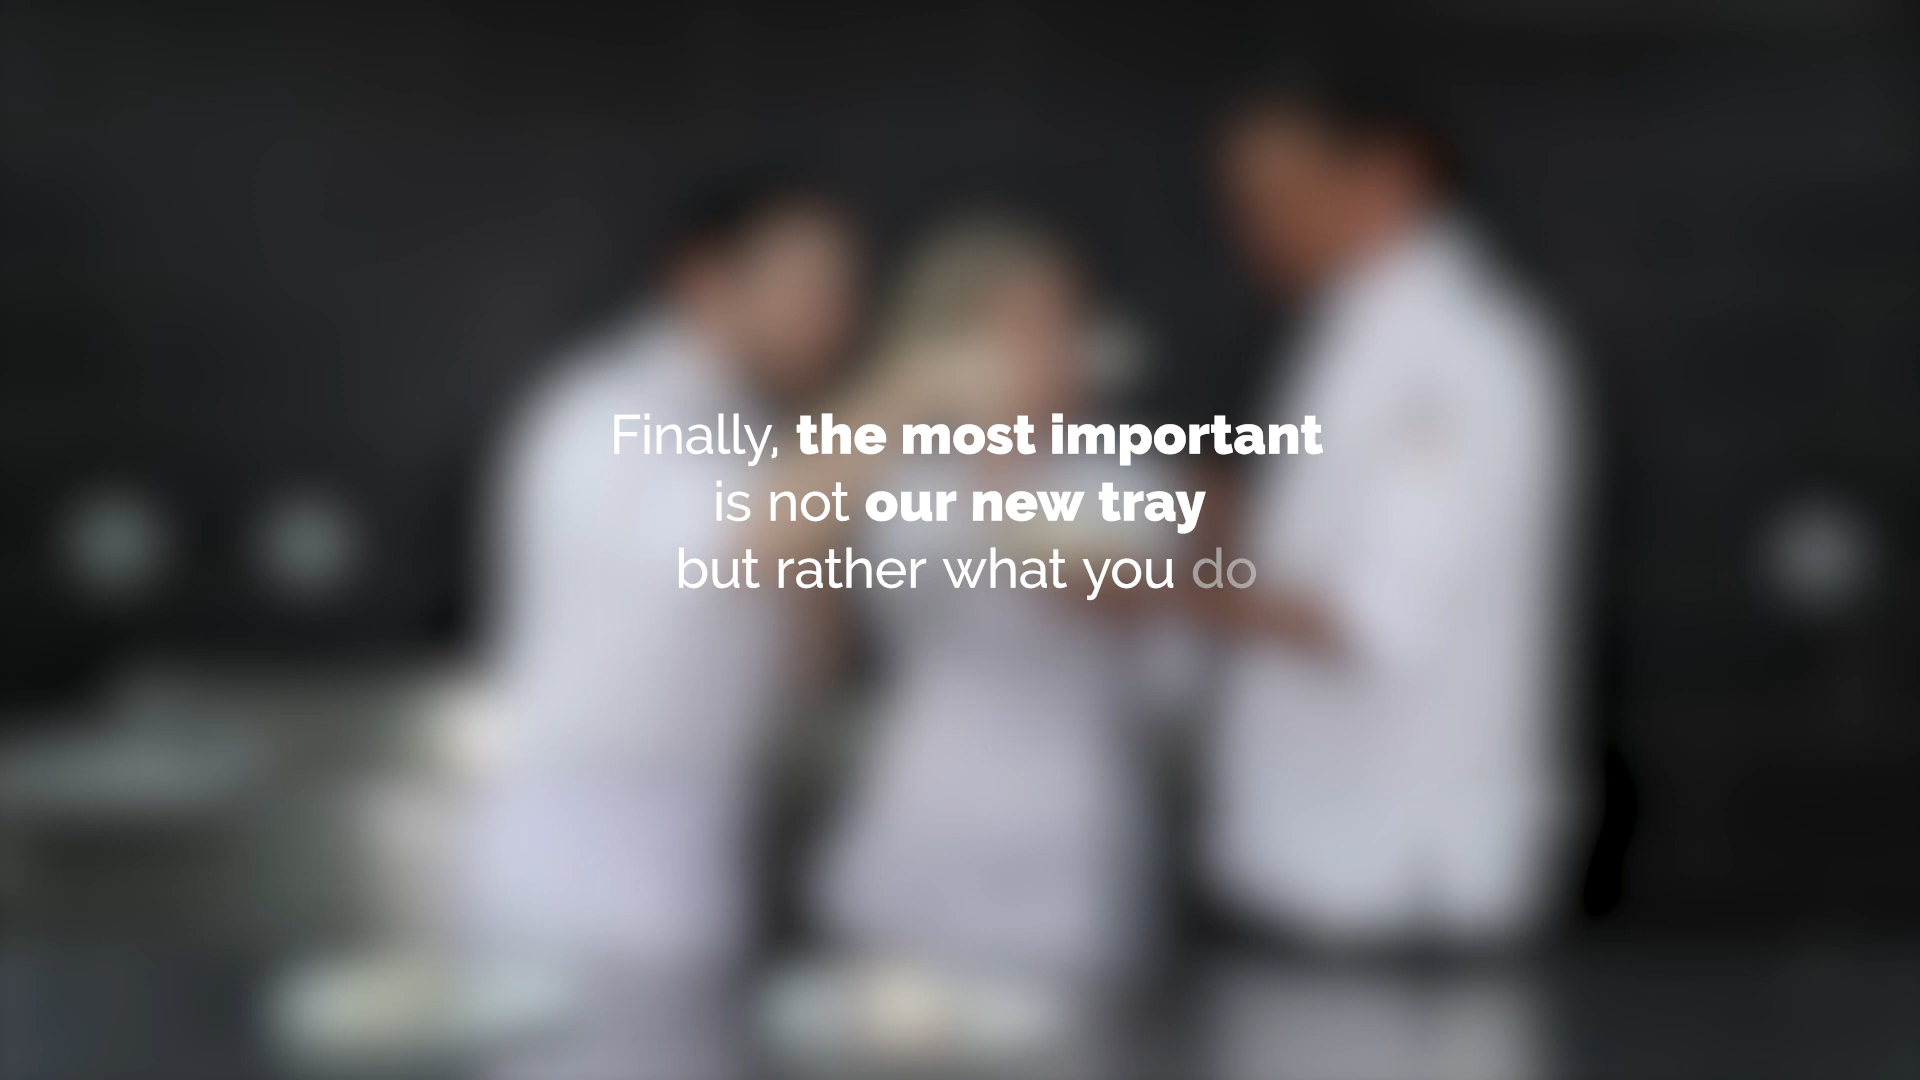 Finally, the most important
is not our new tray
but rather what you do